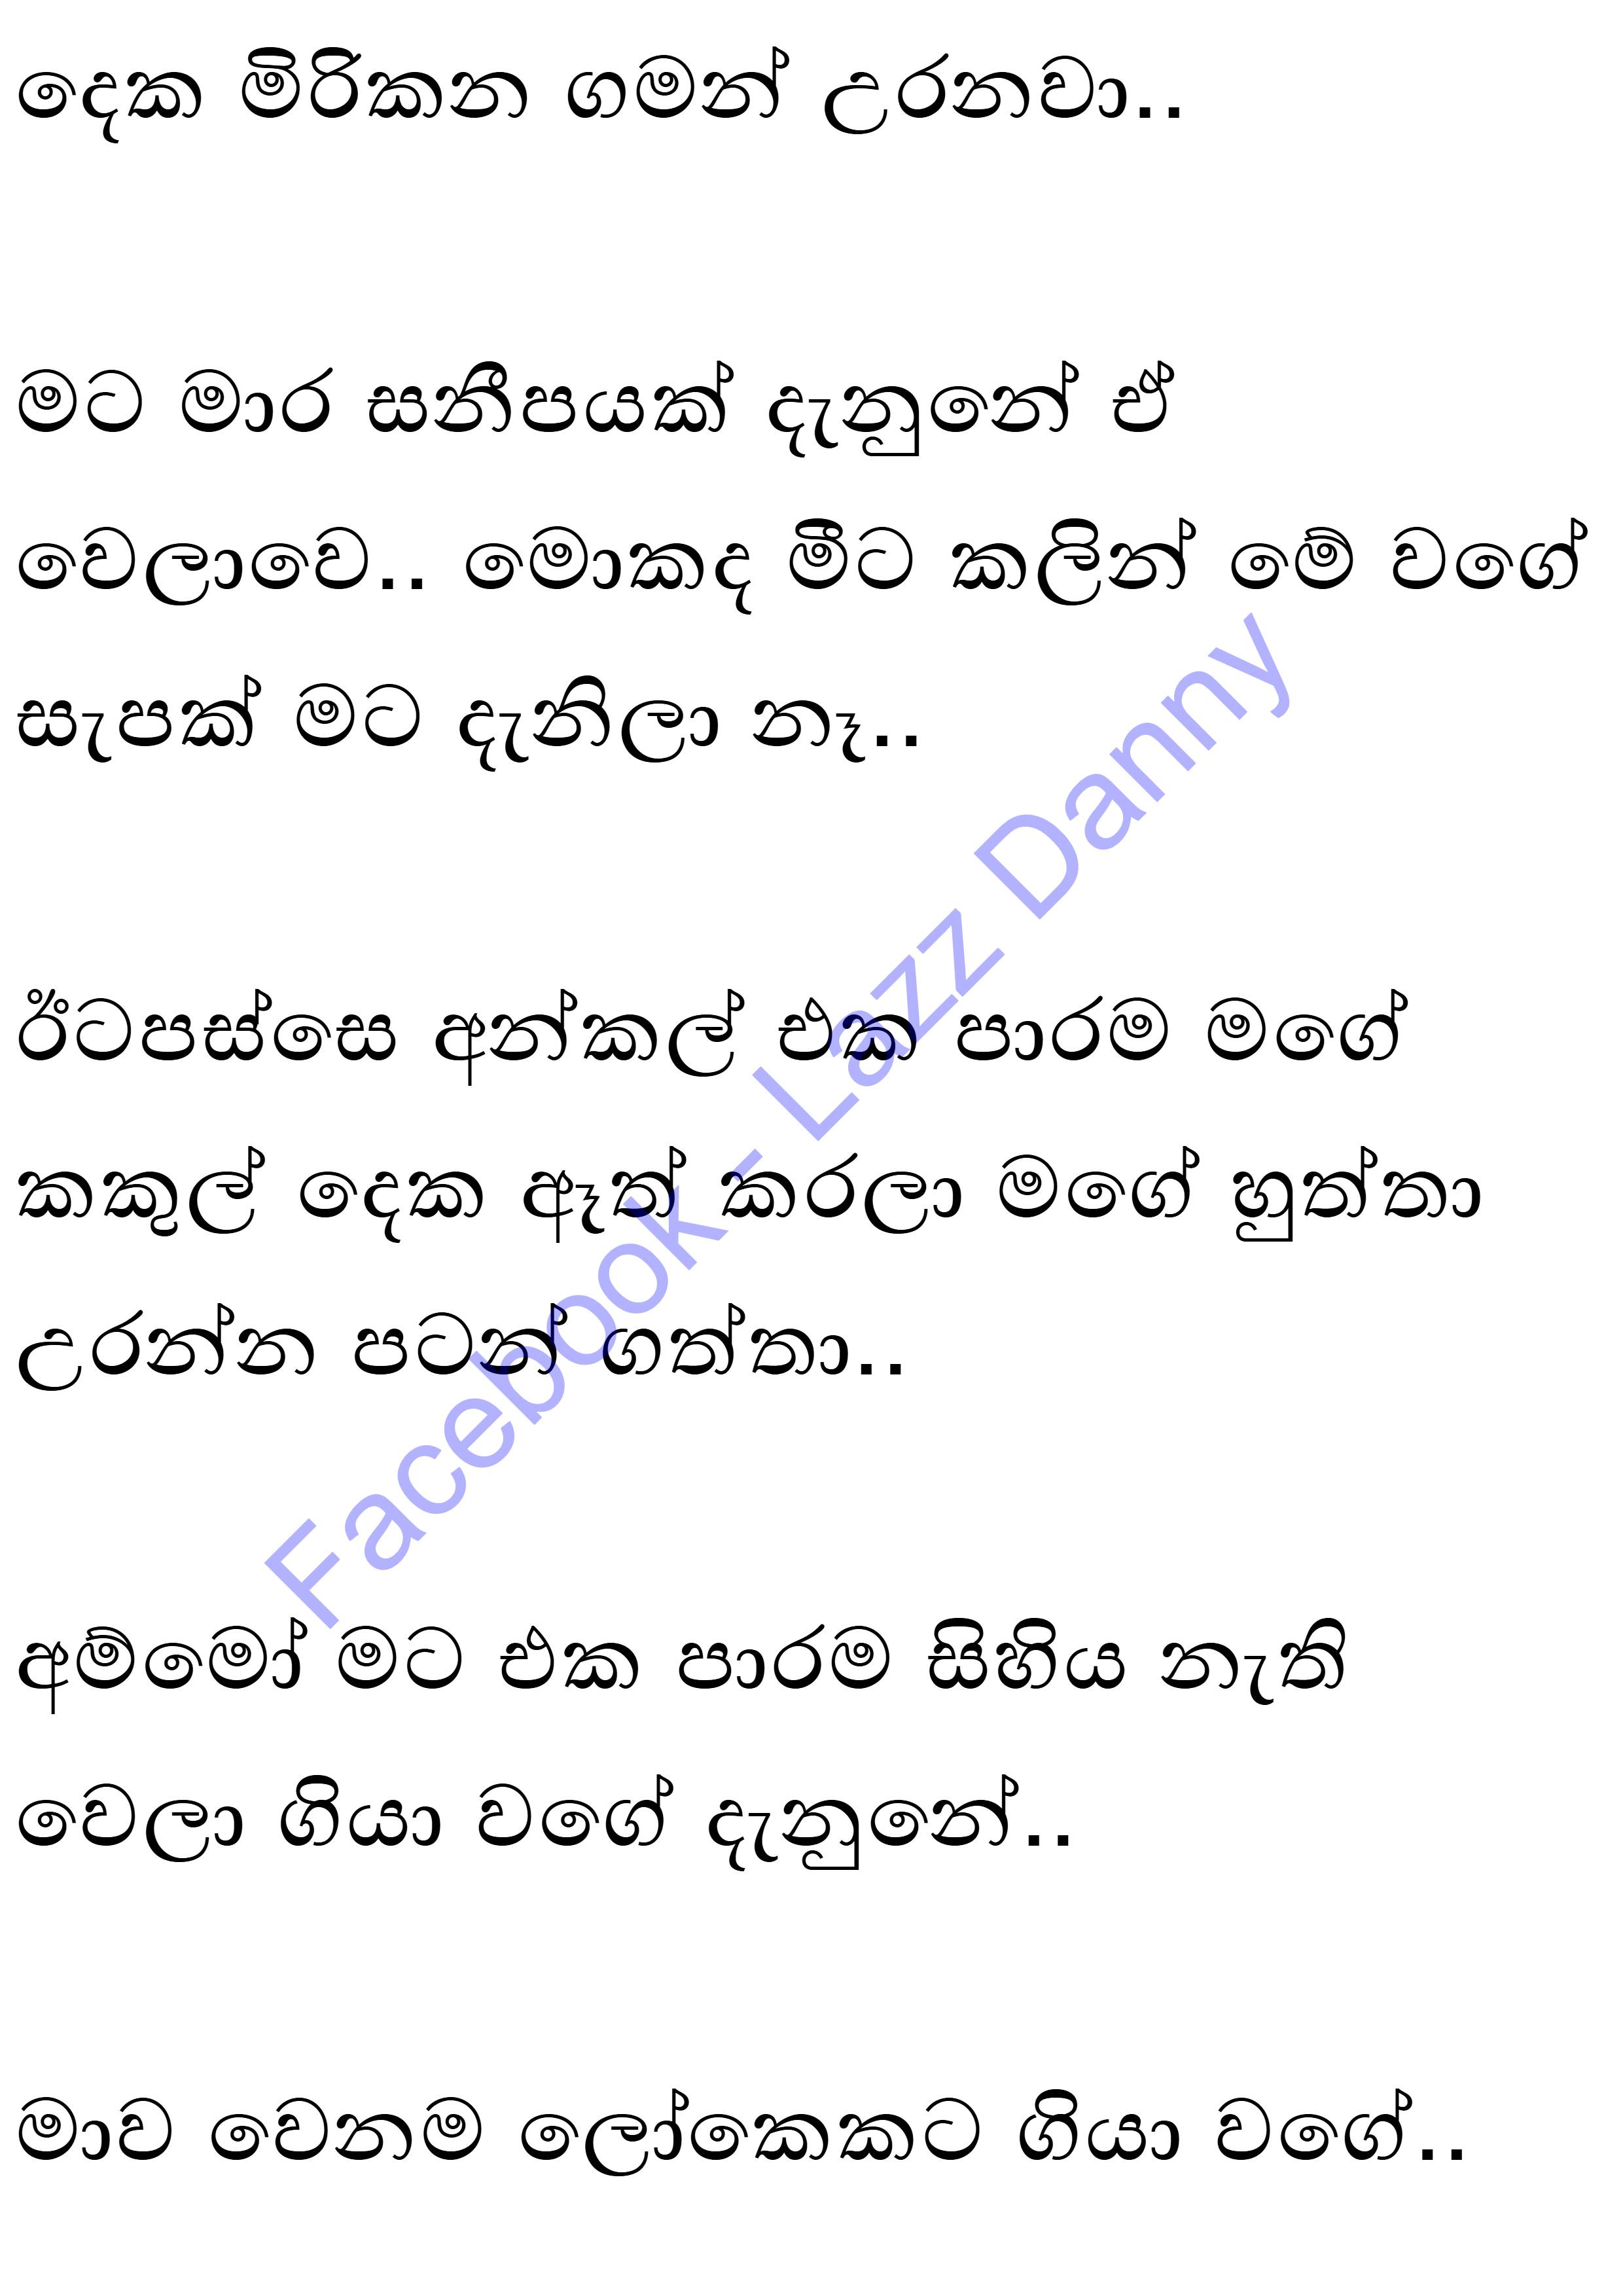 දෙක මිරිකන ගමන් උරනවා..
මට මාර සනීපයක් දැනුනේ ඒ
වෙලාවෙ.. මොකද මීට කලින් මේ වගේ
සැපක් මට දැනිලා නෑ..
ඊටපස්සෙ අන්කල් එක පාරම මගේ
කකුල් දෙක ඈත් කරලා මගේ හුත්තා
උරන්න පටන් ගත්තා..
අම්මෝ මට එක පාරම සිහිය නැති
වෙලා ගියා වගේ දැනුනේ..
මාව වෙනම ලෝකෙකට ගියා වගේ..
Facebook - Lazz Danny